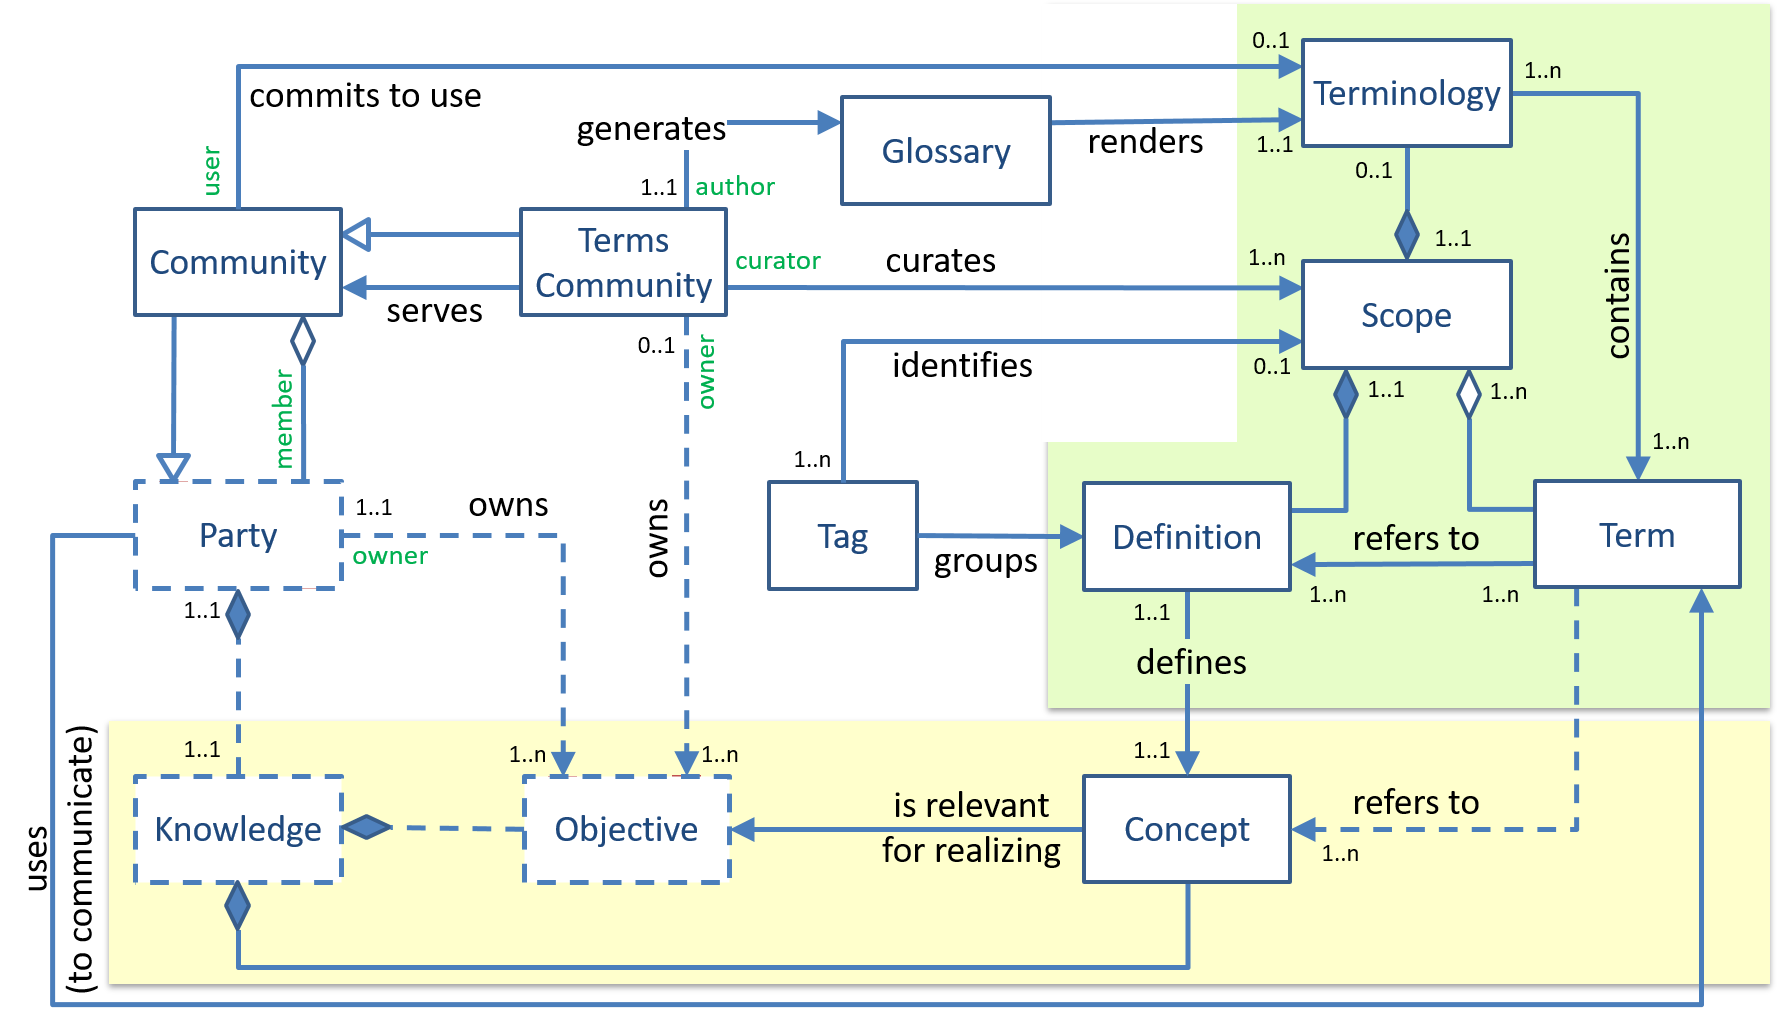 0..1
Terminology
1..n
commits to use
generates
Glossary
renders
1..1
0..1
user
1..1
author
Community
Terms
Community
curator
curates
1..n
1..1
Scope
contains
serves
0..1
owner
identifies
0..1
1..1
1..n
member
1..n
1..n
Party
1..1
owns
owner
owns
Tag
groups
Definition
refers to
Term
1..n
1..n
1..1
1..1
defines
uses
(to communicate)
1..1
1..n
1..n
1..1
Knowledge
Objective
is relevant
for realizing
Concept
refers to
1..n